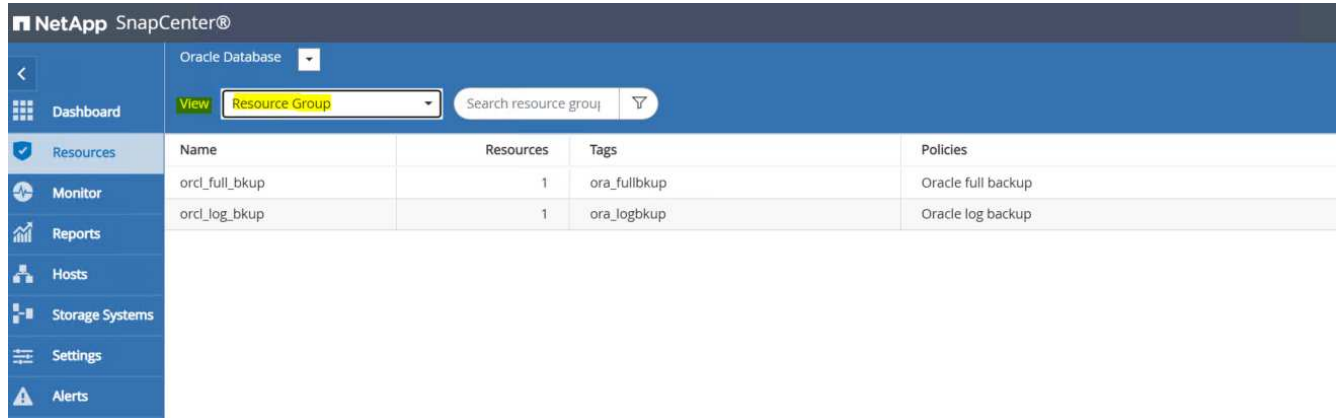 NetApp SnapCenter®
Oracle Database
View Resource Group Search resource grou
Dashboard
Resources
Monitor
Reports
Hosts
Storage Systems
Settings
Alerts
Name Resources Tags Policies
orcl_full_bkup 1 ora_fullbkup Oracle full backup
orcl_log_bkup 1 ora_logbkup Oracle log backup